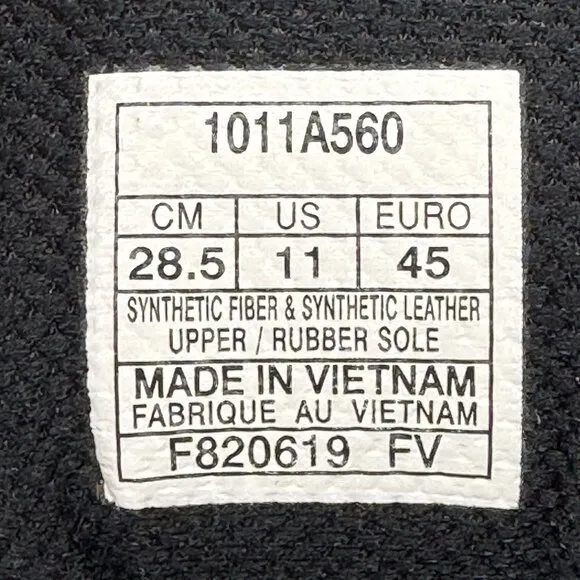 1011A560
CM US EURO
28.5 11 45
SYNTHETIC FIBER & SYNTHETIC LEATHER
UPPER / RUBBER SOLE
MADE IN VIETNAM
FABRIQUE AU VIETNAM
F820619 FV